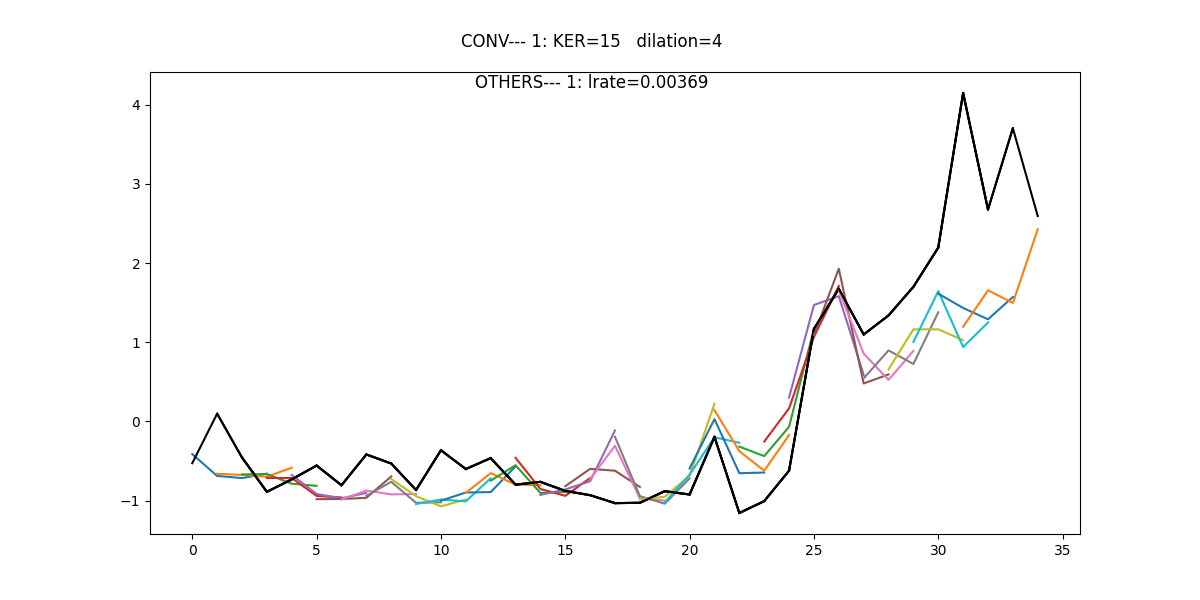 CONV--- 1: KER=15   dilation=4
OTHERS--- 1: lrate=0.00369
4
3
2
1
0
−1
0 5 10 15 20 25 30 35